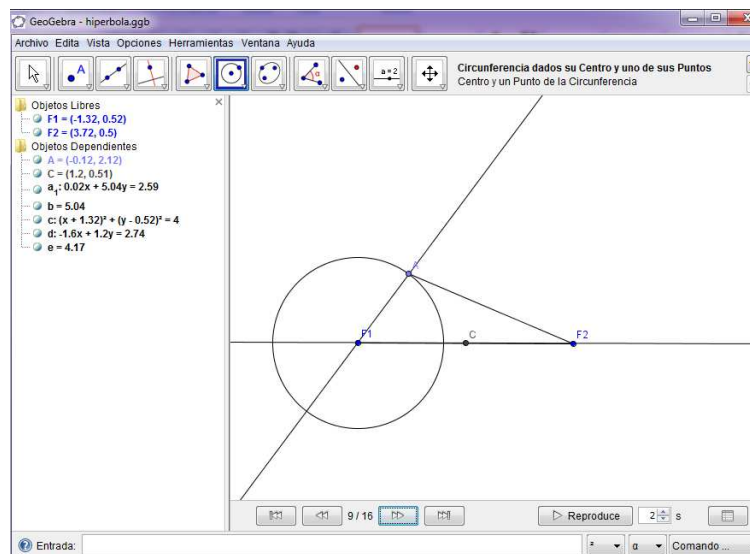 GeoGebra - hiperbola.ggb
Archivo Edita Vista Opciones Herramientas Ventana Ayuda
A
α
a = 2
Circunferencia dados su Centro y uno de sus Puntos
Centro y un Punto de la Circunferencia
Objetos Libres
F1 = (-1.32, 0.52)
F2 = (3.72, 0.5)
Objetos Dependientes
A = (-0.12, 2.12)
C = (1.2, 0.51)
a₁: 0.02x + 5.04y = 2.59
b = 5.04
c: (x + 1.32)² + (y - 0.52)² = 4
d: -1.6x + 1.2y = 2.74
e = 4.17
A
F1
C
F2
9 / 16
Reproduce
2
s
Entrada:
²
α
Comando ...